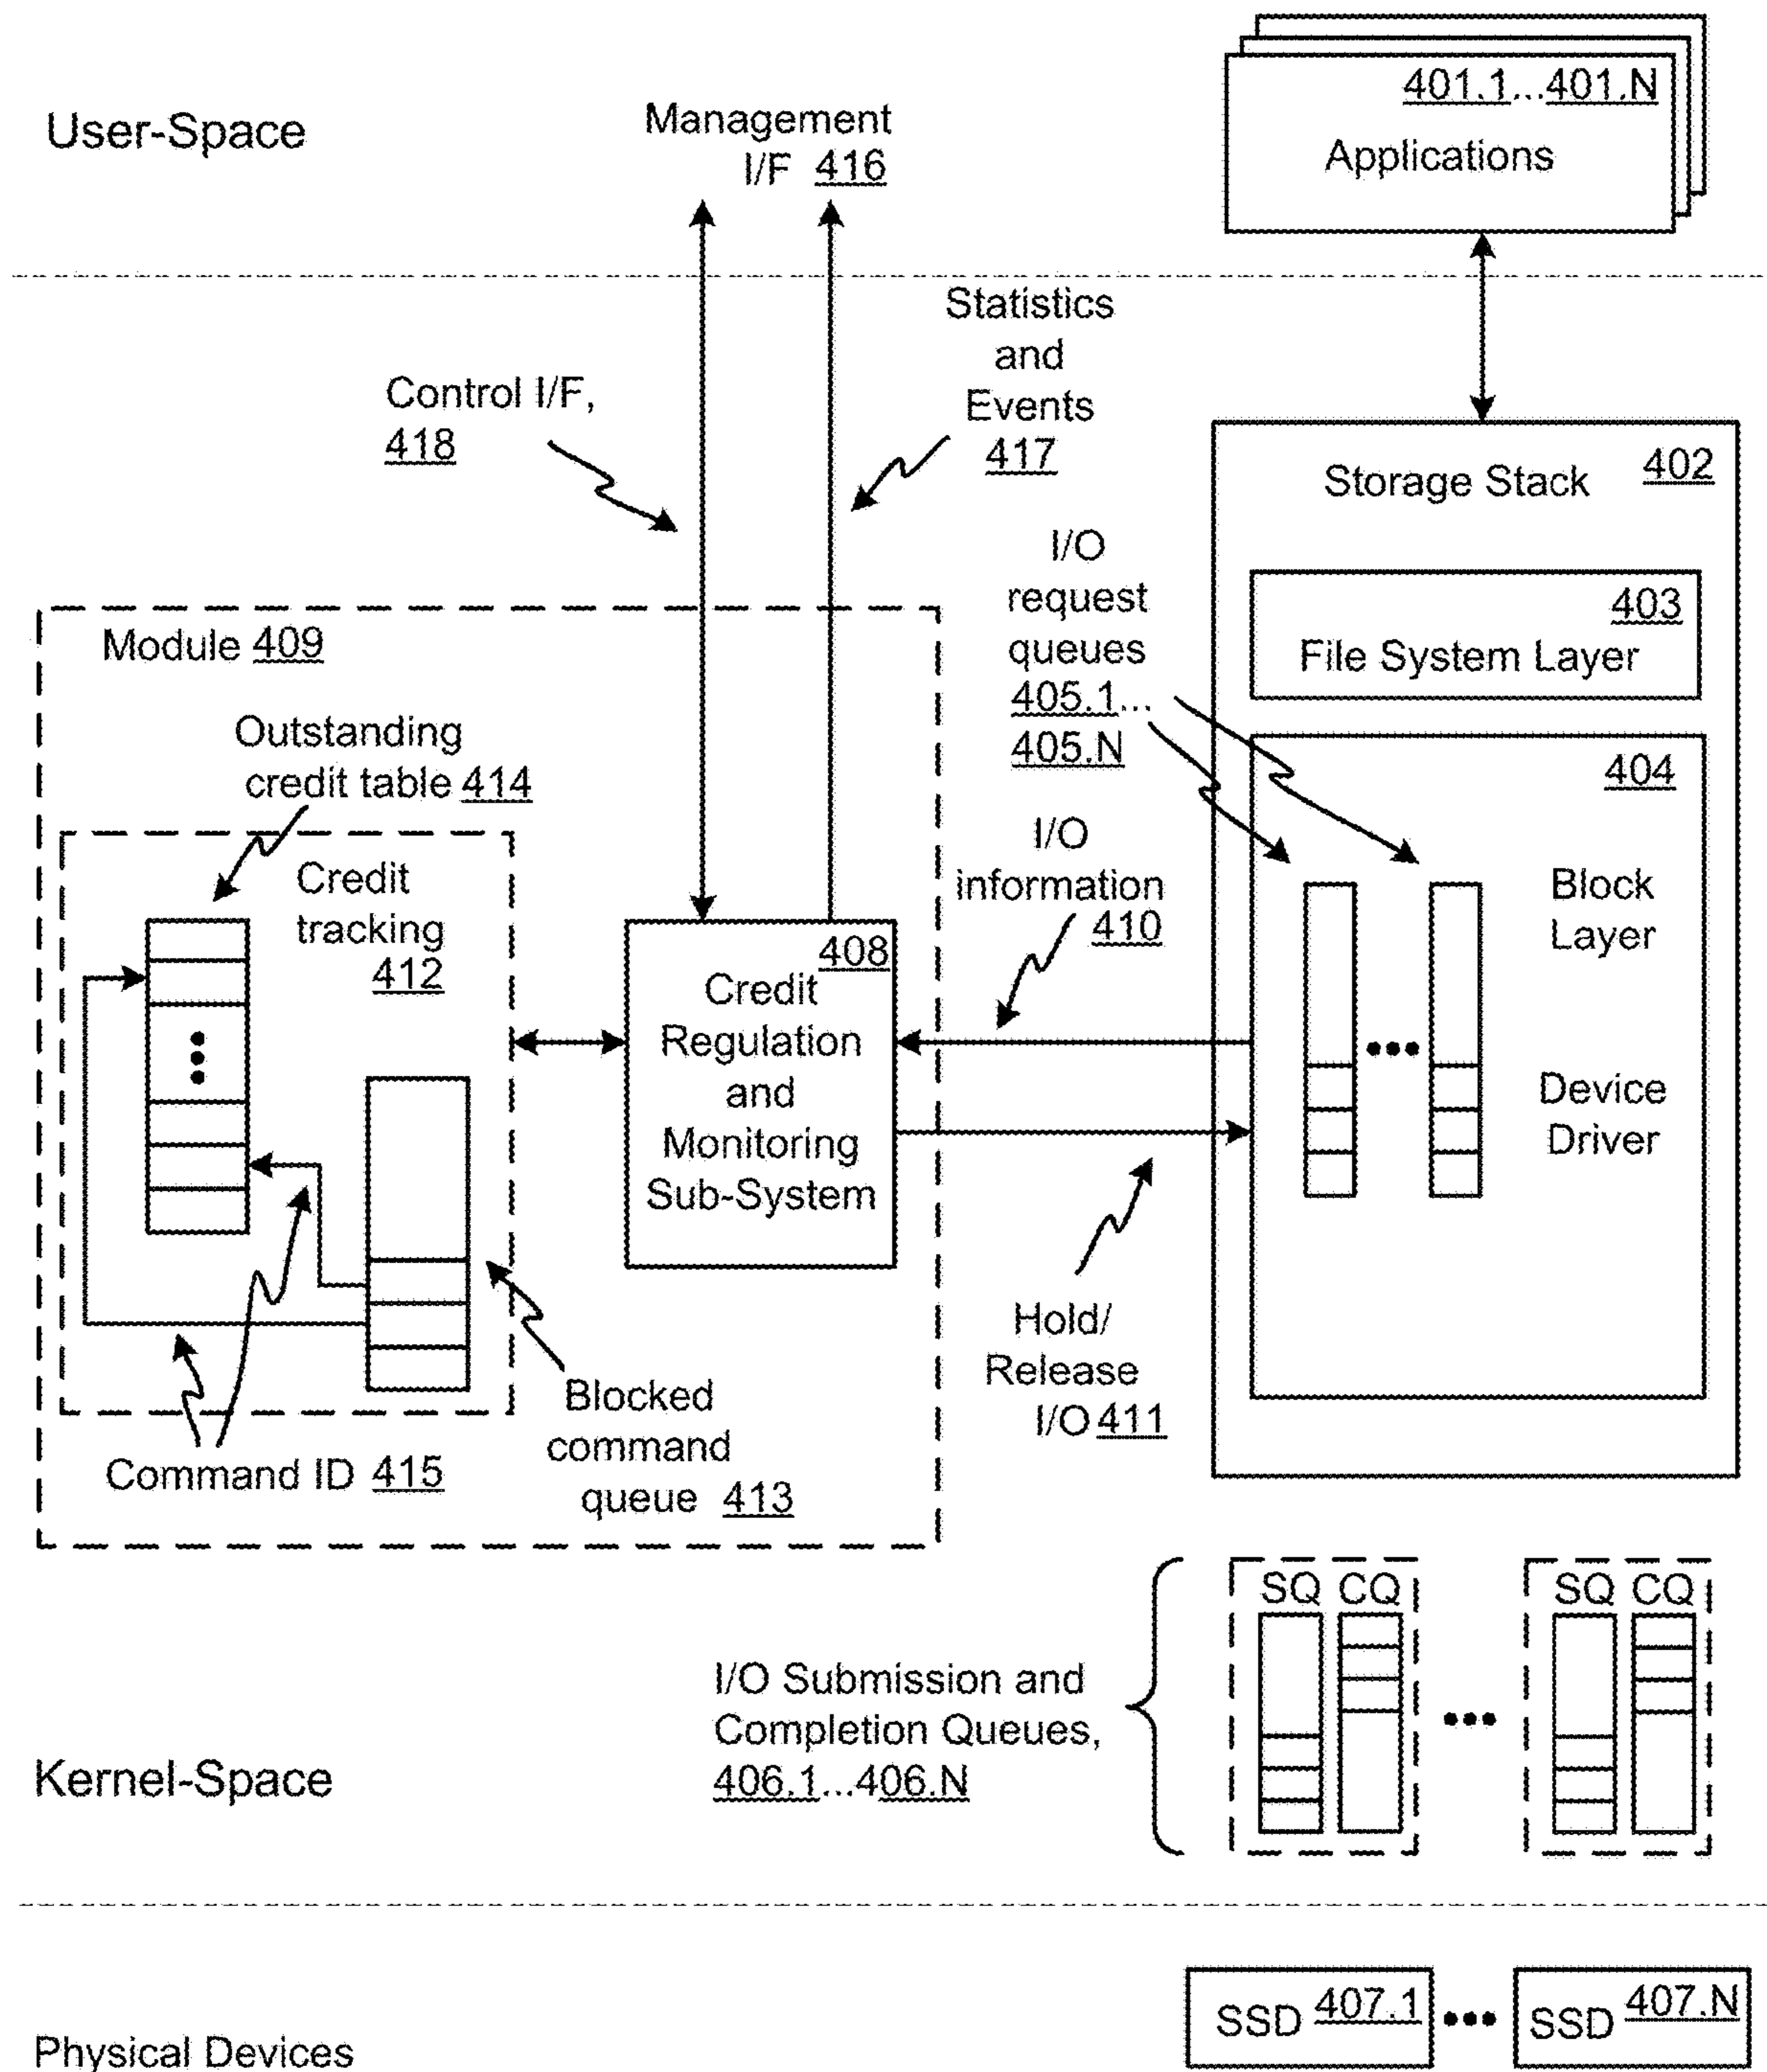 User-Space
Management
I/F 416
401.1...401.N
Applications
Control I/F,
418
Statistics
and
Events
417
402
Storage Stack
I/O
request
queues
405.1...
405.N
403
File System Layer
404
Block
Layer
Device
Driver
Module 409
Outstanding
credit table 414
Credit
tracking
412
408
Credit
Regulation
and
Monitoring
Sub-System
I/O
information
410
Hold/
Release
I/O 411
Command ID 415
Blocked
command
queue 413
SQ CQ
SQ CQ
I/O Submission and
Completion Queues,
406.1...406.N
Kernel-Space
SSD 407.1
SSD 407.N
Physical Devices